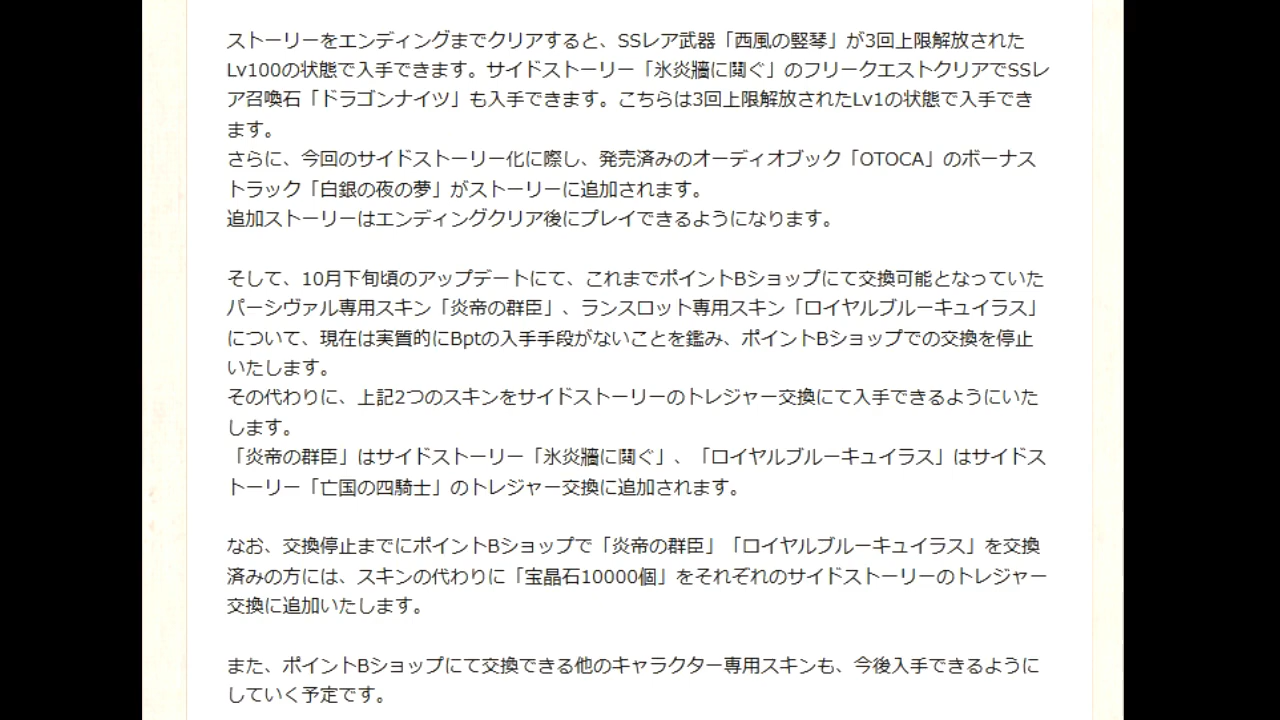 ストーリーをエンディングまでクリアすると、SSレア武器「西風の竪琴」が3回上限解放された
Lv100の状態で入手できます。サイドストーリー「氷炎牆に鬩ぐ」のフリークエストクリアでSSレ
ア召喚石「ドラゴンナイツ」も入手できます。こちらは3回上限解放されたLv1の状態で入手でき
ます。
さらに、今回のサイドストーリー化に際し、発売済みのオーディオブック「OTOCA」のボーナス
トラック「白銀の夜の夢」がストーリーに追加されます。
追加ストーリーはエンディングクリア後にプレイできるようになります。
そして、10月下旬頃のアップデートにて、これまでポイントBショップにて交換可能となっていた
パーシヴァル専用スキン「炎帝の群臣」、ランスロット専用スキン「ロイヤルブルーキュイラス」
について、現在は実質的にBptの入手手段がないことを鑑み、ポイントBショップでの交換を停止
いたします。
その代わりに、上記2つのスキンをサイドストーリーのトレジャー交換にて入手できるようにいた
します。
「炎帝の群臣」はサイドストーリー「氷炎牆に鬩ぐ」、「ロイヤルブルーキュイラス」はサイドス
トーリー「亡国の四騎士」のトレジャー交換に追加されます。
なお、交換停止までにポイントBショップで「炎帝の群臣」「ロイヤルブルーキュイラス」を交換
済みの方には、スキンの代わりに「宝晶石10000個」をそれぞれのサイドストーリーのトレジャー
交換に追加いたします。
また、ポイントBショップにて交換できる他のキャラクター専用スキンも、今後入手できるように
していく予定です。